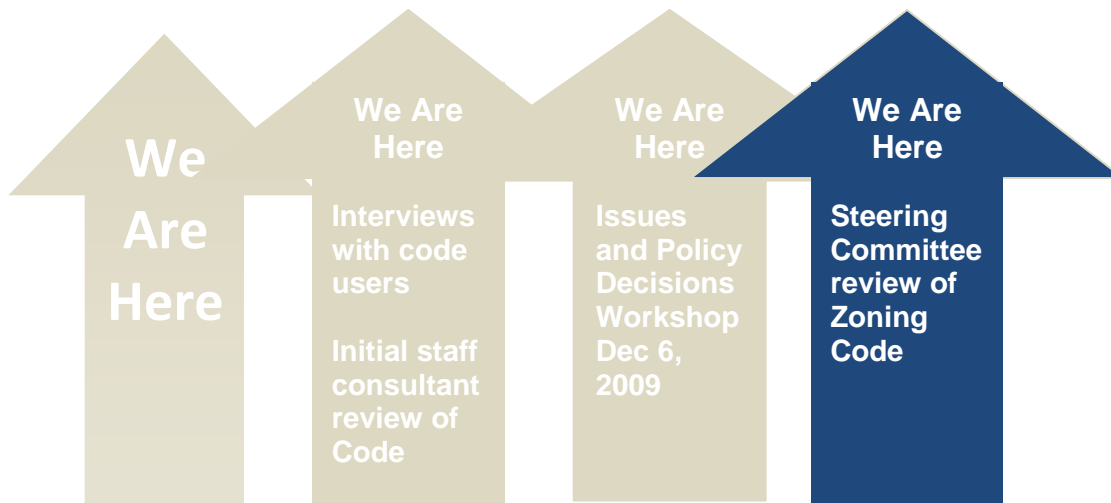 We
Are
Here
We Are
Here
Interviews
with code
users
Initial staff
consultant
review of
Code
We Are
Here
Issues
and Policy
Decisions
Workshop
Dec 6,
2009
We Are
Here
Steering
Committee
review of
Zoning
Code